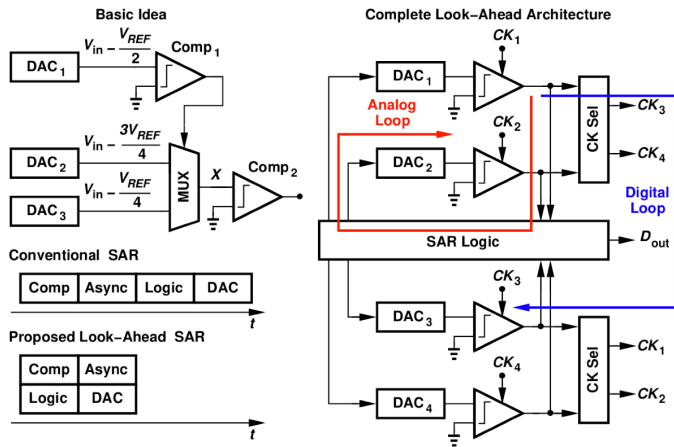 Basic Idea
DAC1
Vin − VREF/2
Comp1
DAC2
Vin − 3VREF/4
DAC3
Vin − VREF/4
MUX
X
Comp2
Conventional SAR
Comp Async Logic DAC
t
Proposed Look−Ahead SAR
Comp Async
Logic DAC
t
Complete Look−Ahead Architecture
CK1
DAC1
Analog
Loop
CK2
DAC2
CK Sel
CK3
CK4
Digital
Loop
SAR Logic
Dout
CK3
DAC3
CK4
DAC4
CK Sel
CK1
CK2